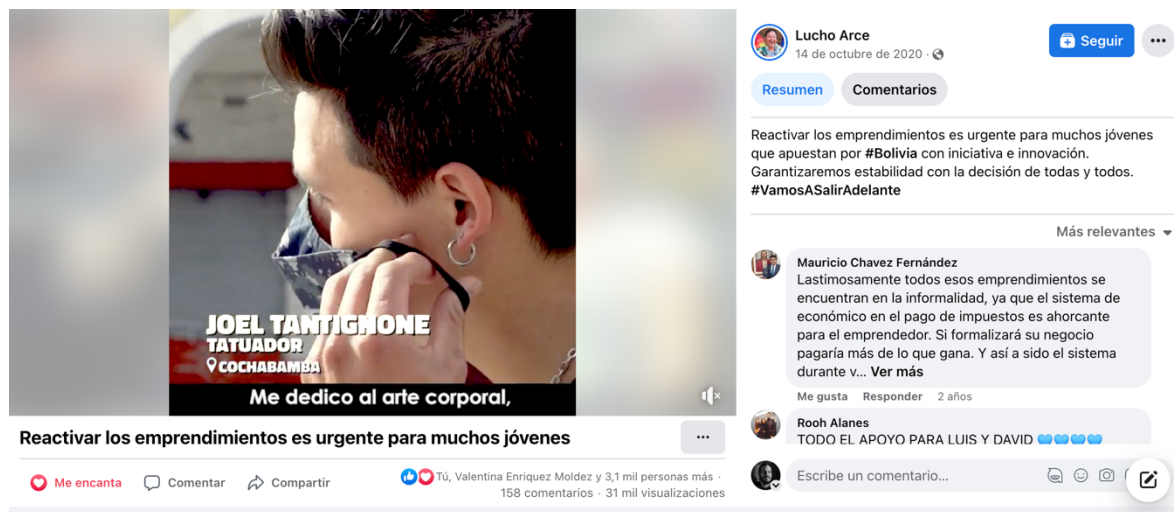 JOEL TANTIGNONE
TATUADOR
COCHABAMBA
Me dedico al arte corporal,
Reactivar los emprendimientos es urgente para muchos jóvenes
Me encanta
Comentar
Compartir
Tú, Valentina Enriquez Moldez y 3,1 mil personas más ·
158 comentarios · 31 mil visualizaciones
Lucho Arce
14 de octubre de 2020 ·
Seguir
Resumen
Comentarios
Reactivar los emprendimientos es urgente para muchos jóvenes
que apuestan por #Bolivia con iniciativa e innovación.
Garantizaremos estabilidad con la decisión de todas y todos.
#VamosASalirAdelante
Más relevantes
Mauricio Chavez Fernández
Lastimosamente todos esos emprendimientos se
encuentran en la informalidad, ya que el sistema de
económico en el pago de impuestos es ahorcante
para el emprendedor. Si formalizará su negocio
pagaría más de lo que gana. Y así a sido el sistema
durante v... Ver más
Me gusta Responder 2 años
Rooh Alanes
TODO EL APOYO PARA LUIS Y DAVID 🩵🩵🩵🩵
Escribe un comentario...